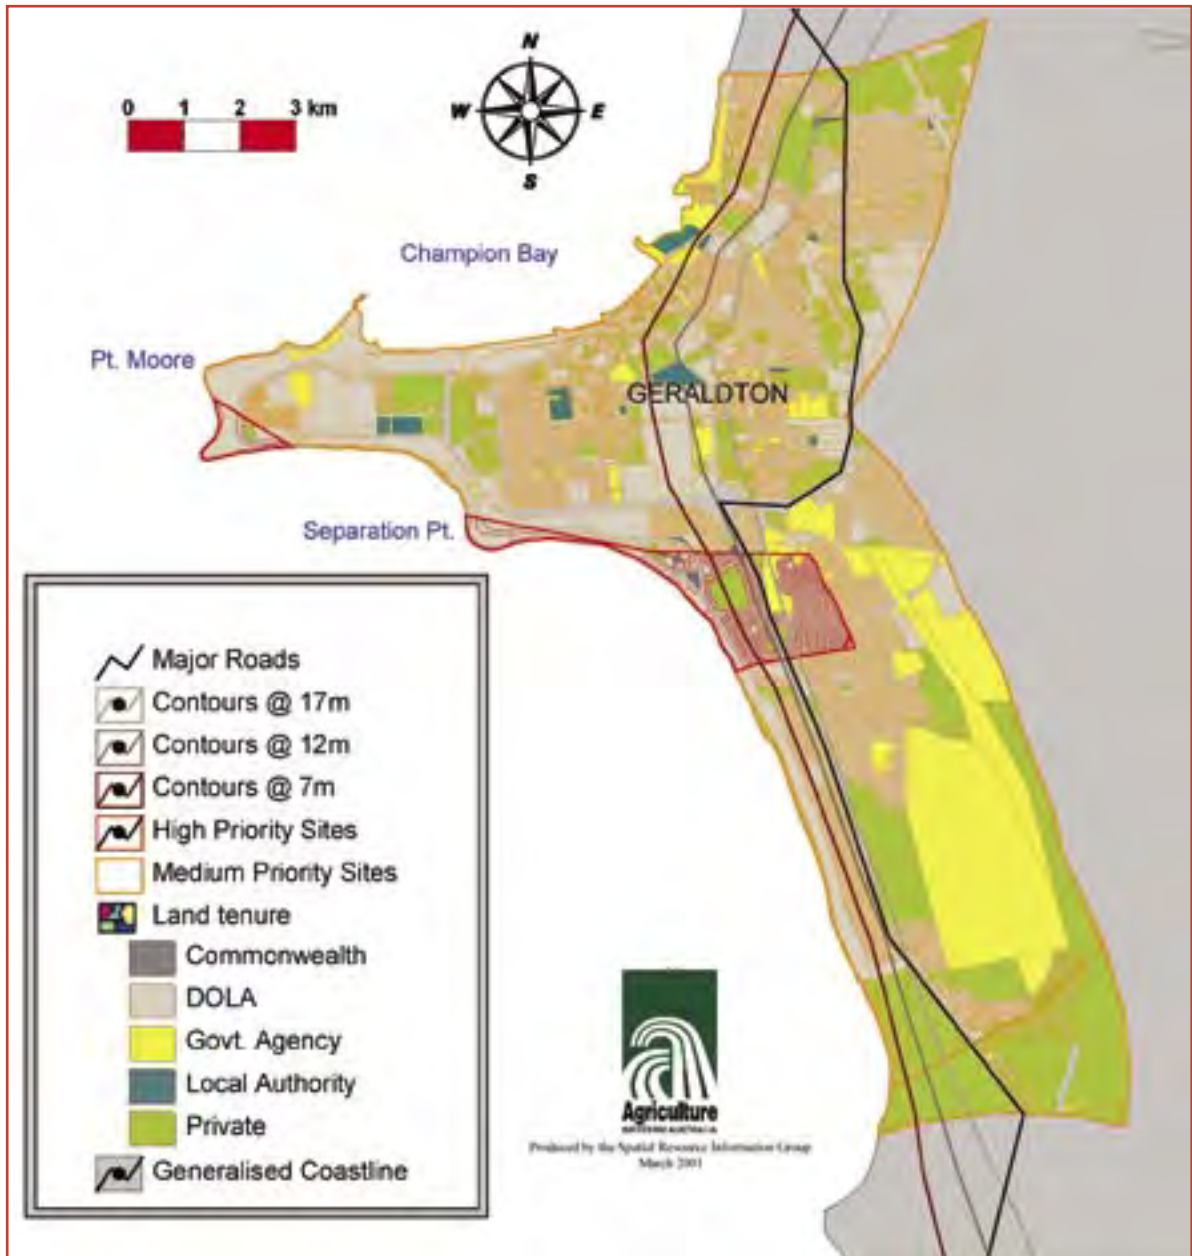 N
0 1 2 3 km
W E
S
Champion Bay
Pt. Moore
GERALDTON
Separation Pt.
Major Roads
Contours @ 17m
Contours @ 12m
Contours @ 7m
High Priority Sites
Medium Priority Sites
Land tenure
Commonwealth
DOLA
Govt. Agency
Local Authority
Private
Generalised Coastline
Agriculture
WESTERN AUSTRALIA
Produced by the Spatial Resource Information Group
March 2001